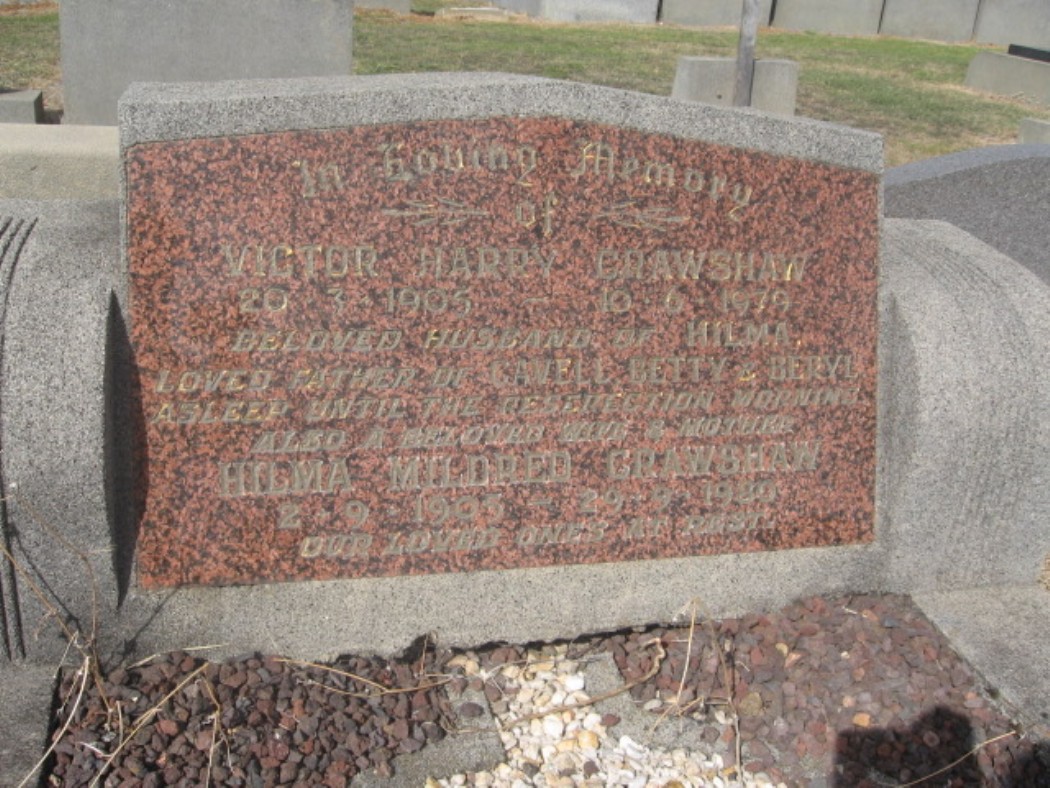 In Loving Memory
of
VICTOR HARRY CRAWSHAW
20 · 3 · 1905 — 10 · 6 · 1979
BELOVED HUSBAND OF HILMA,
LOVED FATHER OF CAVELL, BETTY & BERYL
ASLEEP UNTIL THE RESURRECTION MORNING
ALSO A BELOVED WIFE & MOTHER
HILMA MILDRED CRAWSHAW
2 · 9 · 1905 — 29 · 9 · 1980
OUR LOVED ONES AT REST.